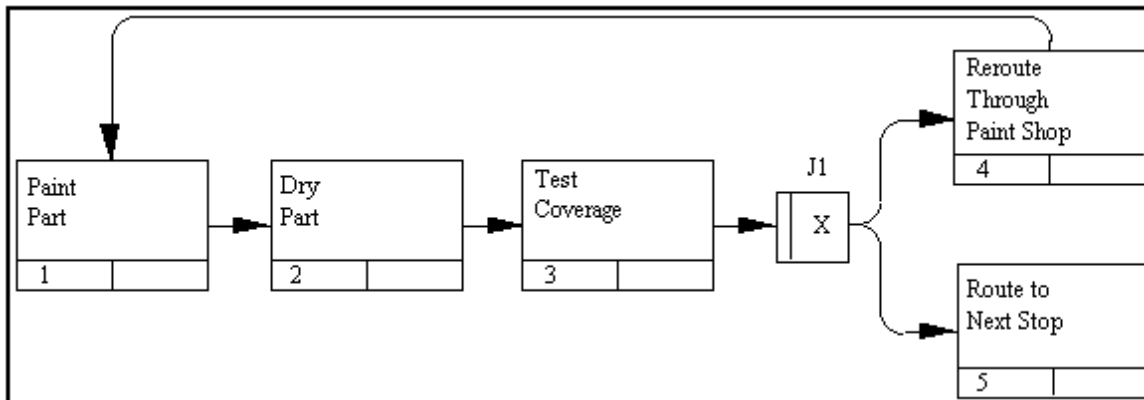 Paint
Part
1
Dry
Part
2
Test
Coverage
3
J1
X
Reroute
Through
Paint Shop
4
Route to
Next Stop
5